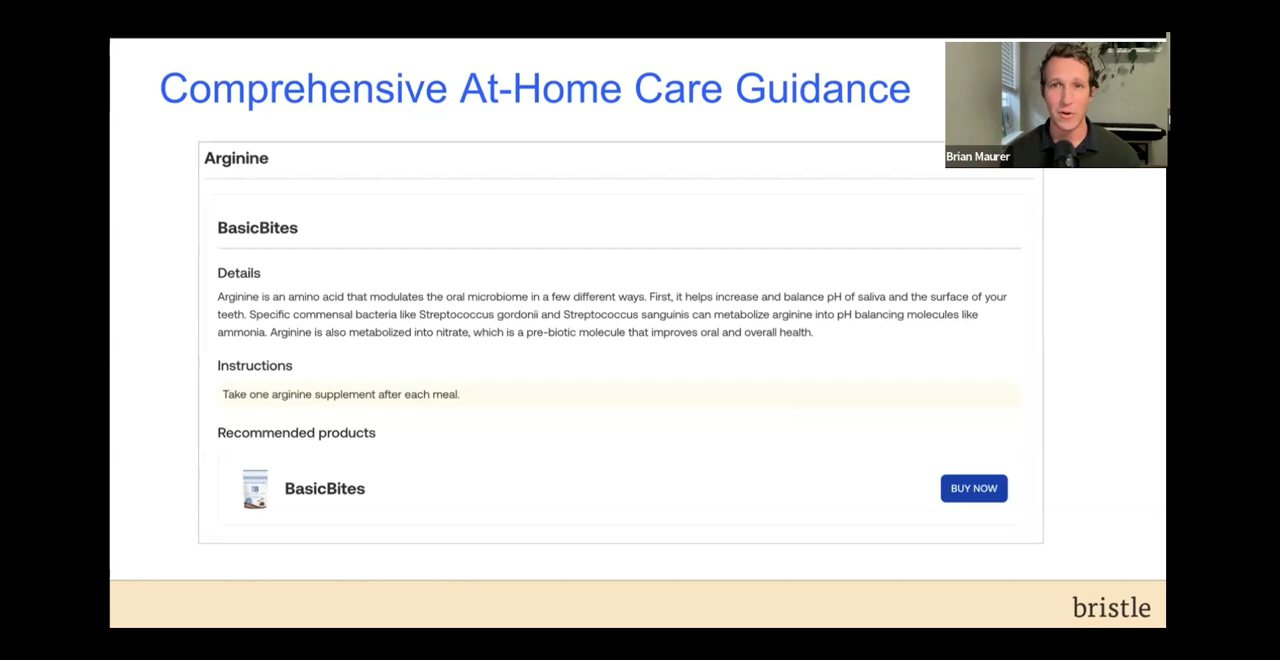 Comprehensive At-Home Care Guidance
Brian Maurer
Arginine
BasicBites
Details
Arginine is an amino acid that modulates the oral microbiome in a few different ways. First, it helps increase and balance pH of saliva and the surface of your
teeth. Specific commensal bacteria like Streptococcus gordonii and Streptococcus sanguinis can metabolize arginine into pH balancing molecules like
ammonia. Arginine is also metabolized into nitrate, which is a pre-biotic molecule that improves oral and overall health.
Instructions
Take one arginine supplement after each meal.
Recommended products
BasicBites
BUY NOW
bristle